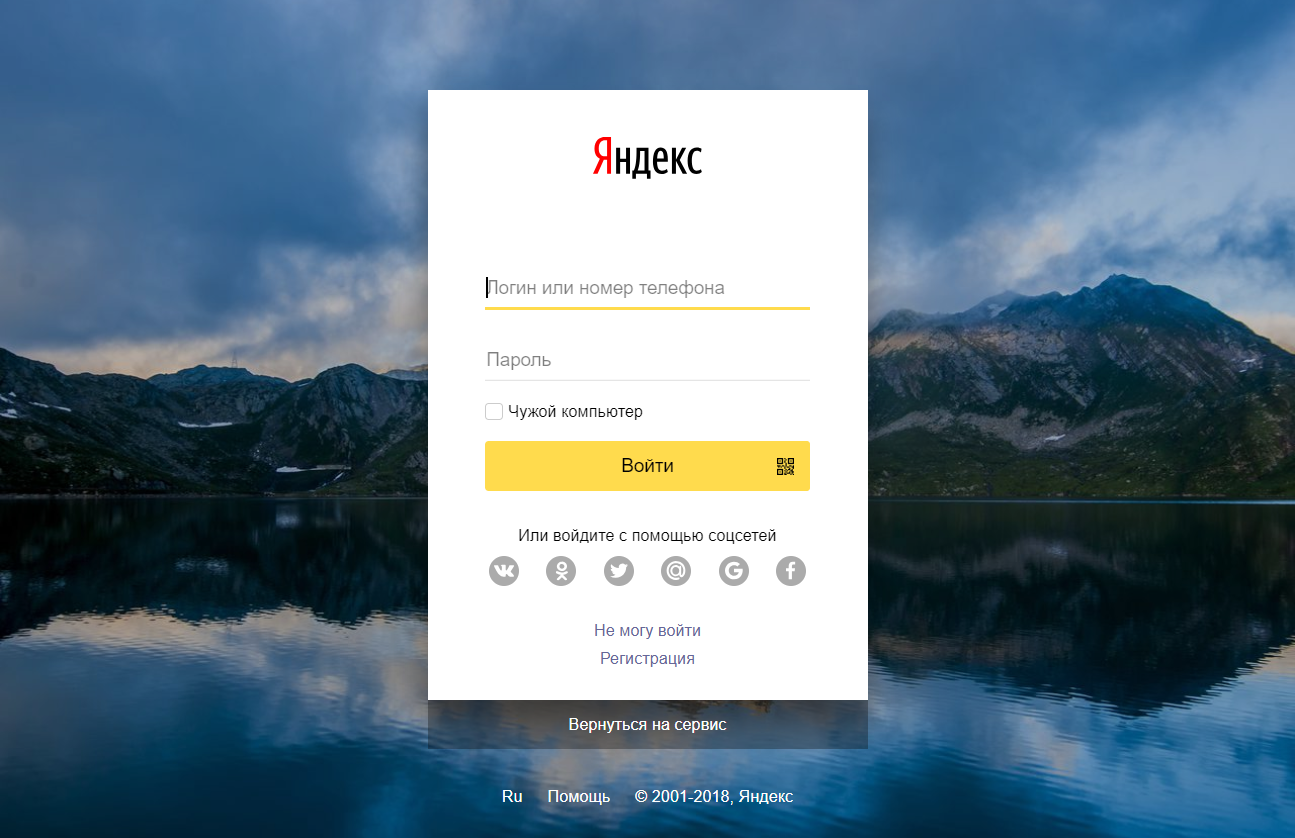 Яндекс
Логин или номер телефона
Пароль
Чужой компьютер
Войти
Или войдите с помощью соцсетей
Не могу войти
Регистрация
Вернуться на сервис
Ru Помощь © 2001-2018, Яндекс